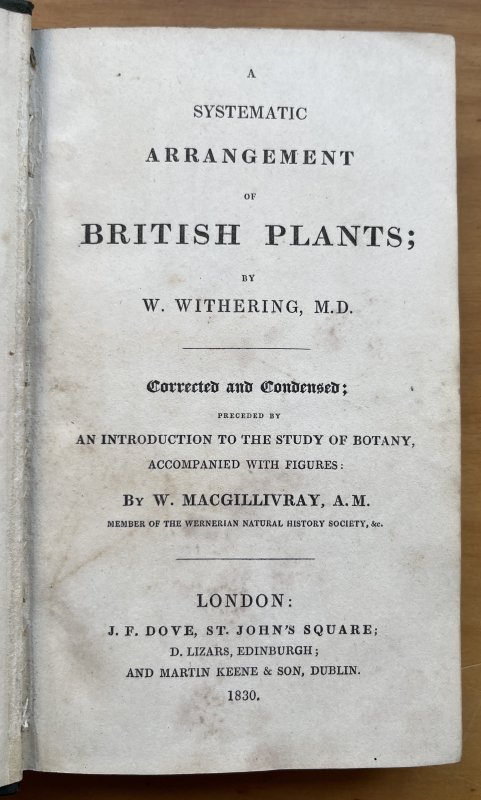 A
SYSTEMATIC
ARRANGEMENT
OF
BRITISH PLANTS;
BY
W. WITHERING, M.D.
Corrected and Condensed;
PRECEDED BY
AN INTRODUCTION TO THE STUDY OF BOTANY,
ACCOMPANIED WITH FIGURES:
BY W. MACGILLIVRAY, A.M.
MEMBER OF THE WERNERIAN NATURAL HISTORY SOCIETY, &c.
LONDON:
J. F. DOVE, ST. JOHN'S SQUARE;
D. LIZARS, EDINBURGH;
AND MARTIN KEENE & SON, DUBLIN.
1830.